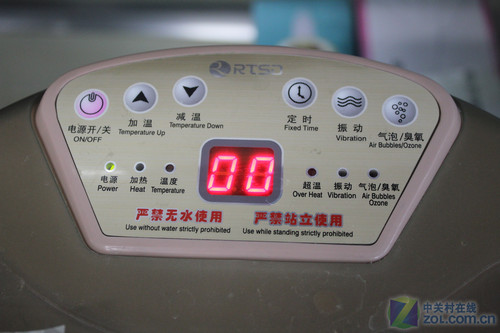 RTSB
加温
减温
定时
振动
气泡/臭氧
电源开/关
ON/OFF
Temperature Up
Temperature Down
Fixed Time
Vibration
Air Bubbles/Ozone
00
电源
Power
加热
Heat
温度
Temperature
超温
Over Heat
振动
Vibration
气泡/臭氧
Air Bubbles
Ozone
严禁无水使用
严禁站立使用
Use without water strictly prohibited
Use while standing strictly prohibited
中关村在线
ZOL.COM.CN